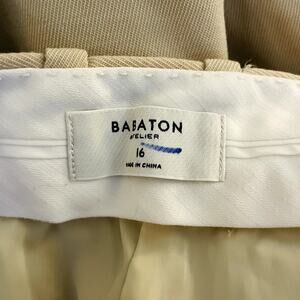 BABATON
ATELIER
16
MADE IN CHINA